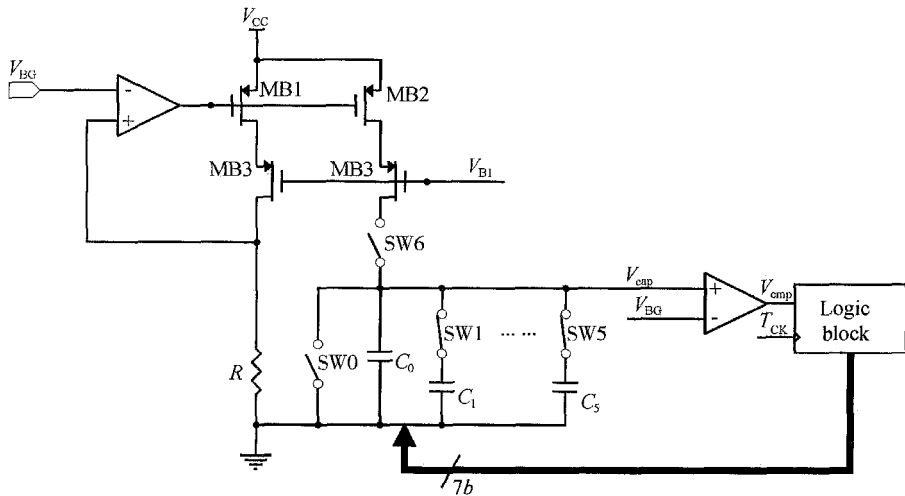 V_CC
V_BG
-
+
MB1
MB2
MB3
MB3
V_B1
SW6
V_cap
V_BG
+
-
V_cmp
T_CK
Logic
block
SW0
C_0
SW1
... ...
SW5
R
C_1
C_5
7b